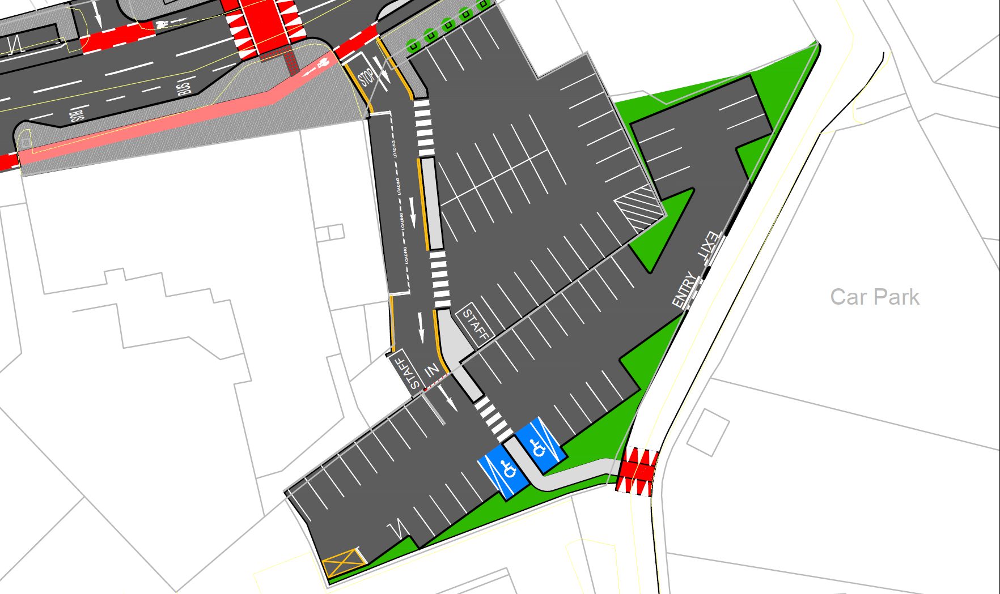 BUS
BUS
STOP
LOADING
LOADING
LOADING
LOADING
STAFF
STAFF
IN
EXIT
ENTRY
Car Park